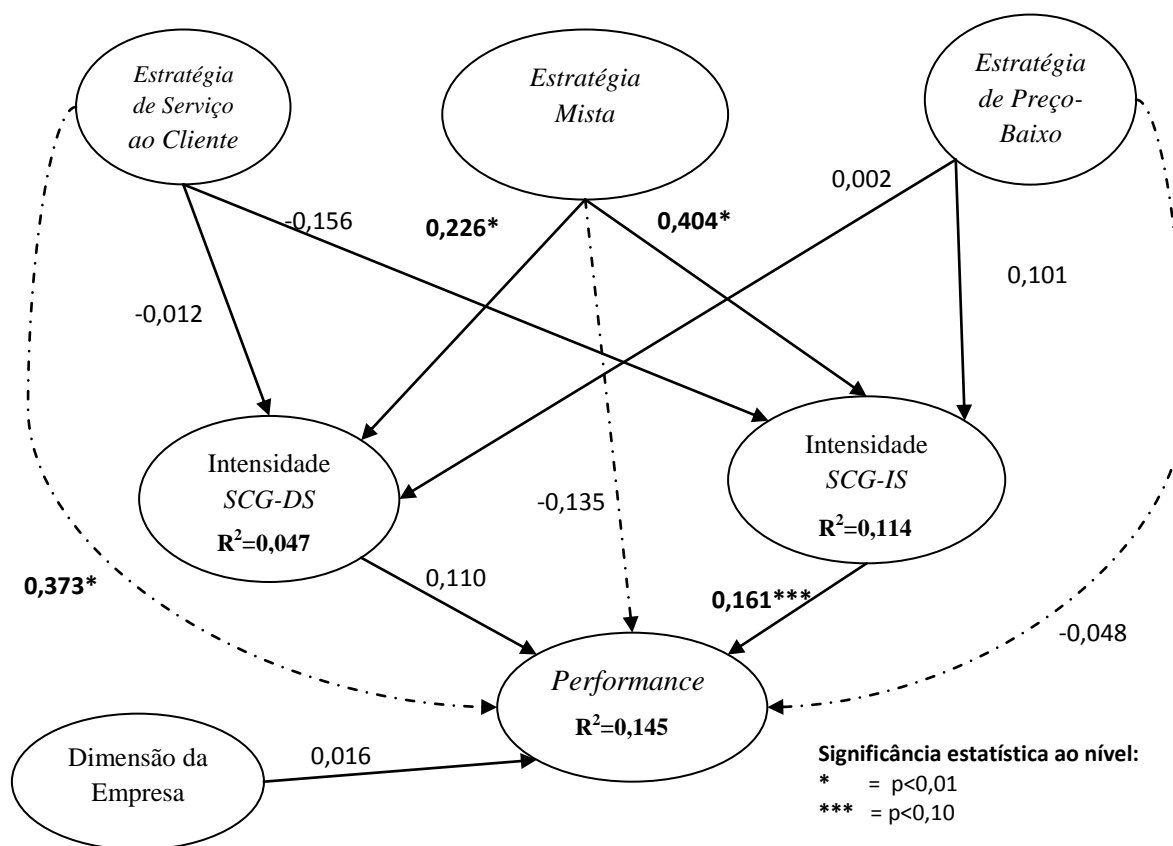 Estratégia
de Serviço
ao Cliente
Estratégia
Mista
Estratégia
de Preço-
Baixo
-0,156
0,226*
0,404*
0,002
0,101
-0,012
Intensidade
SCG-DS
R²=0,047
Intensidade
SCG-IS
R²=0,114
-0,135
0,373*
0,110
0,161***
-0,048
Performance
R²=0,145
Dimensão da
Empresa
0,016
Significância estatística ao nível:
* = p<0,01
*** = p<0,10